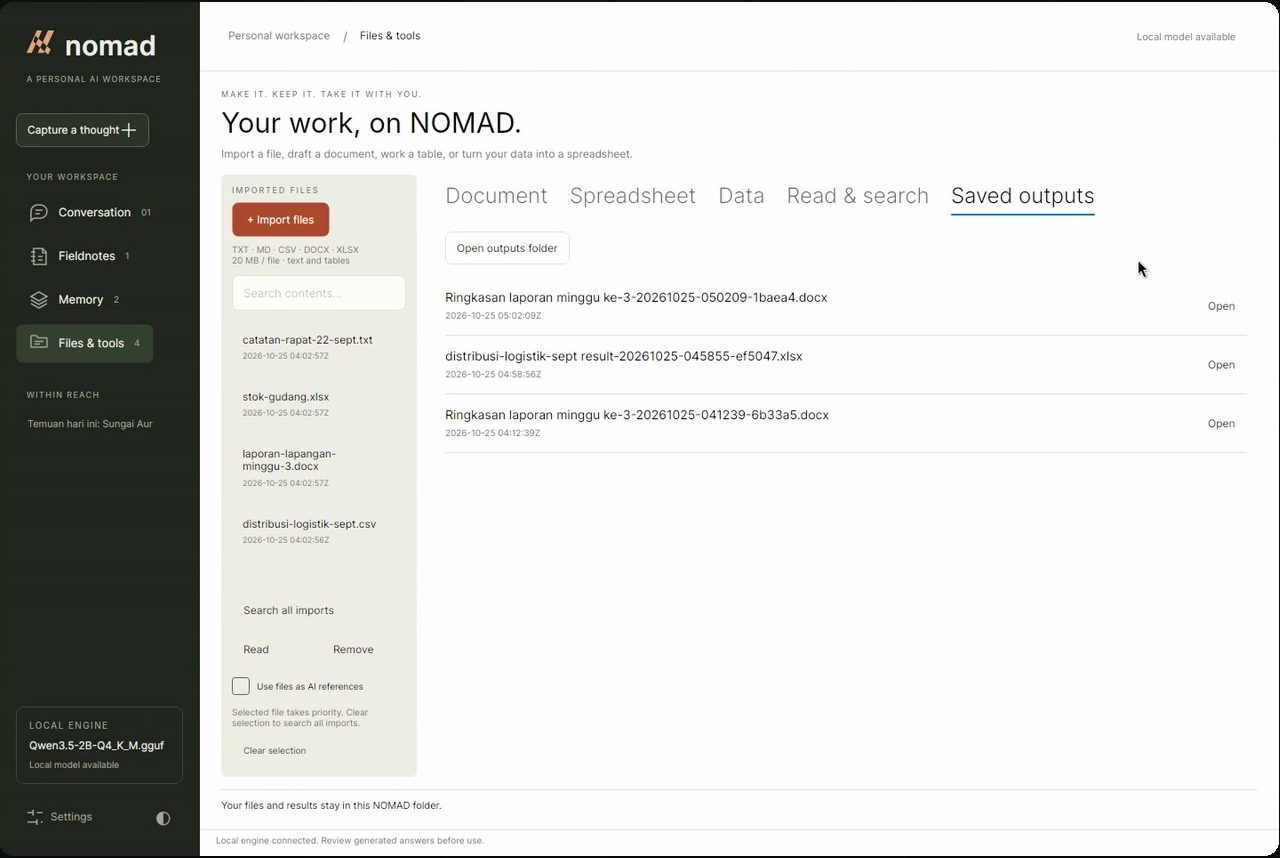 nomad
A PERSONAL AI WORKSPACE
Capture a thought
YOUR WORKSPACE
Conversation 01
Fieldnotes 1
Memory 2
Files & tools 4
WITHIN REACH
Temuan hari ini: Sungai Aur
LOCAL ENGINE
Qwen3.5-2B-Q4_K_M.gguf
Local model available
Settings
Personal workspace / Files & tools
Local model available
MAKE IT. KEEP IT. TAKE IT WITH YOU.
Your work, on NOMAD.
Import a file, draft a document, work a table, or turn your data into a spreadsheet.
IMPORTED FILES
+ Import files
TXT · MD · CSV · DOCX · XLSX
20 MB / file · text and tables
Search contents...
catatan-rapat-22-sept.txt
2026-10-25 04:02:57Z
stok-gudang.xlsx
2026-10-25 04:02:57Z
laporan-lapangan-
minggu-3.docx
2026-10-25 04:02:57Z
distribusi-logistik-sept.csv
2026-10-25 04:02:56Z
Search all imports
Read Remove
Use files as AI references
Selected file takes priority. Clear
selection to search all imports.
Clear selection
Document Spreadsheet Data Read & search Saved outputs
Open outputs folder
Ringkasan laporan minggu ke-3-20261025-050209-1baea4.docx
2026-10-25 05:02:09Z
Open
distribusi-logistik-sept result-20261025-045855-ef5047.xlsx
2026-10-25 04:58:56Z
Open
Ringkasan laporan minggu ke-3-20261025-041239-6b33a5.docx
2026-10-25 04:12:39Z
Open
Your files and results stay in this NOMAD folder.
Local engine connected. Review generated answers before use.